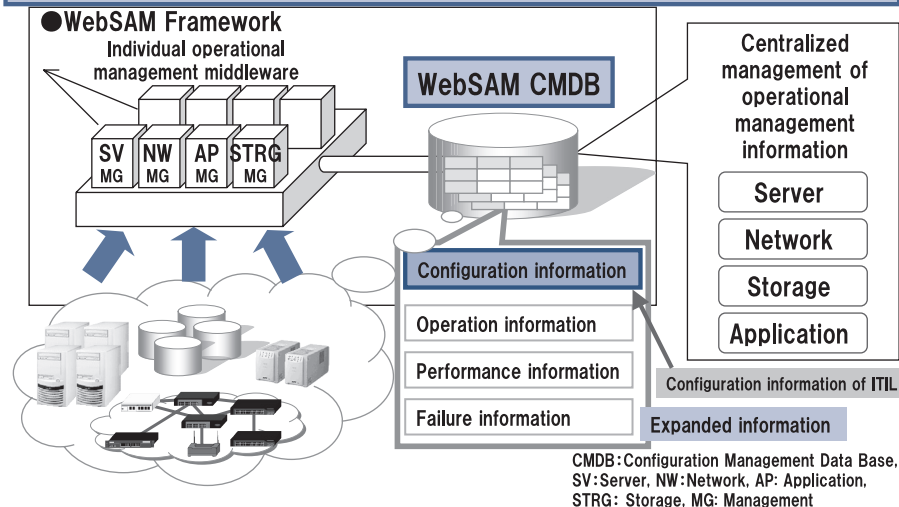 ●WebSAM Framework
Individual operational
management middleware
SV
MG
NW
MG
AP
MG
STRG
MG
WebSAM CMDB
Configuration information
Operation information
Performance information
Failure information
Centralized
management of
operational
management
information
Server
Network
Storage
Application
Configuration information of ITIL
Expanded information
CMDB:Configuration Management Data Base,
SV:Server, NW:Network, AP: Application,
STRG: Storage, MG: Management